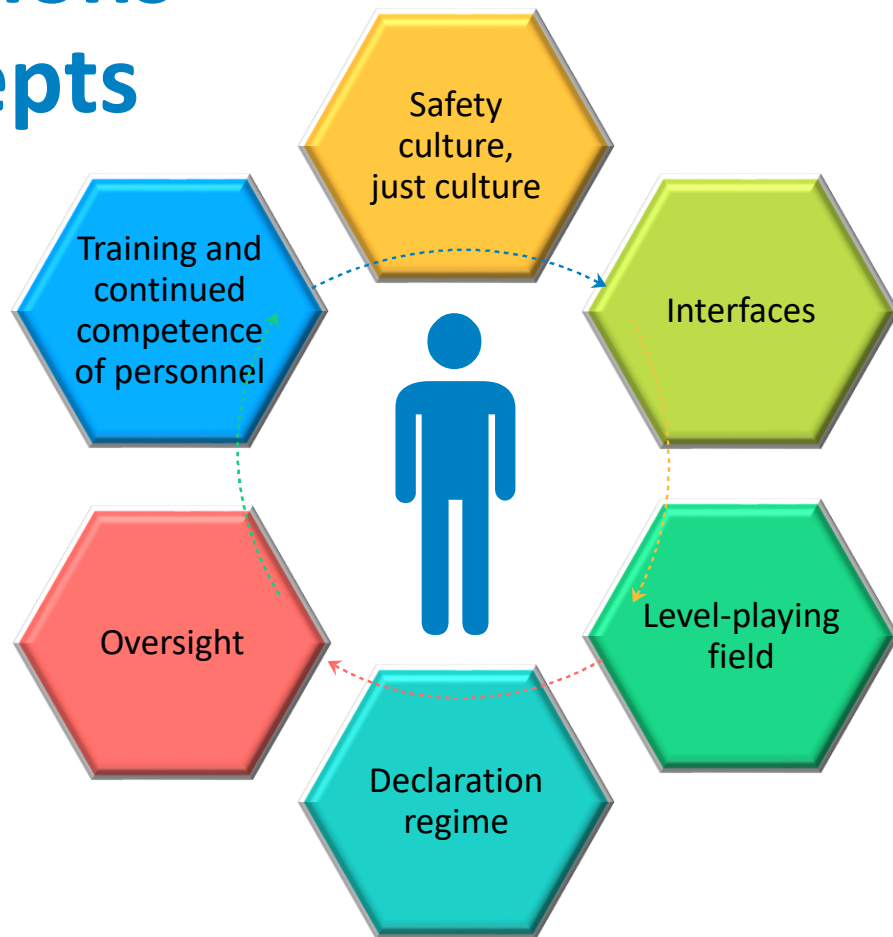 epts
Safety
culture,
just culture
Training and
continued
competence
of personnel
Interfaces
Oversight
Level-playing
field
Declaration
regime